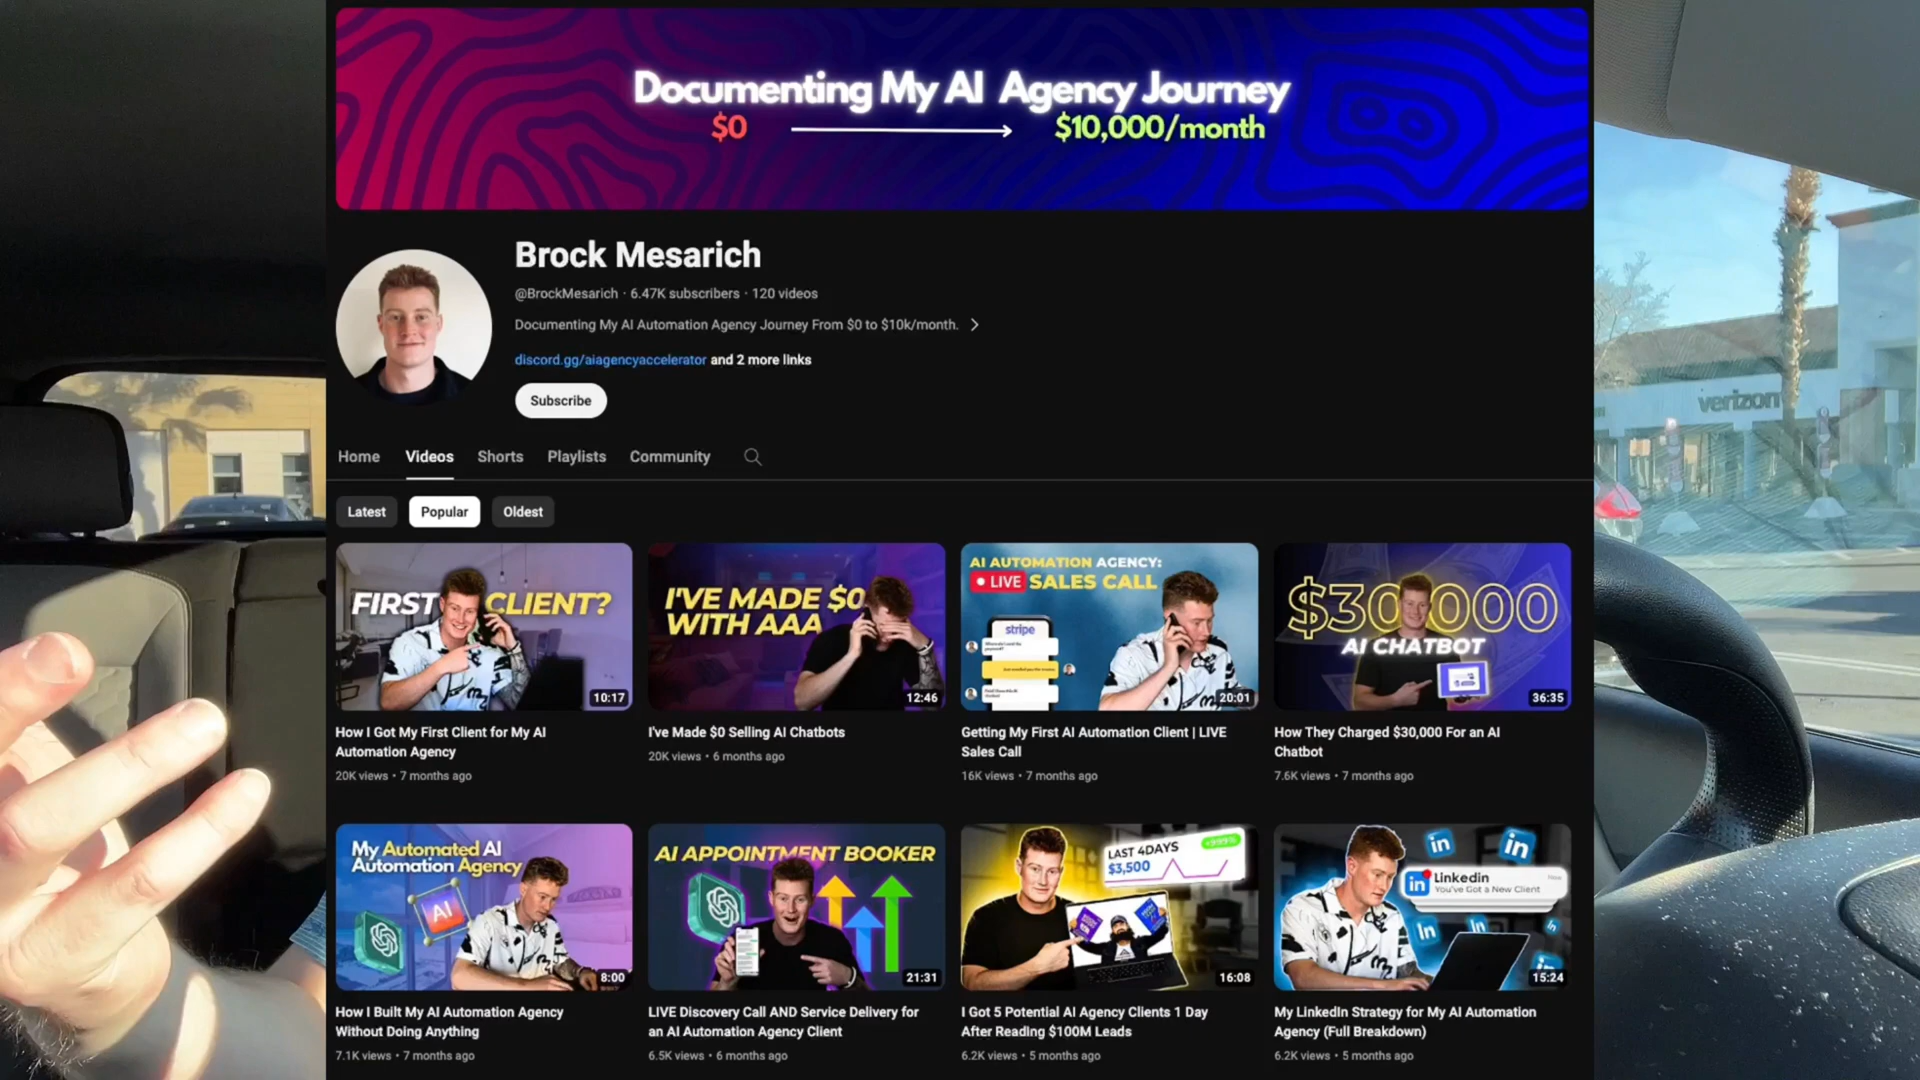 Documenting My AI Agency Journey
$0 $10,000/month
Brock Mesarich
@BrockMesarich · 6.47K subscribers · 120 videos
Documenting My AI Automation Agency Journey From $0 to $10k/month.
discord.gg/aiagencyaccelerator and 2 more links
Subscribe
Home Videos Shorts Playlists Community
Latest Popular Oldest
FIRST CLIENT?
10:17
How I Got My First Client for My AI
Automation Agency
20K views • 7 months ago
I'VE MADE $0
WITH AAA
12:46
I've Made $0 Selling AI Chatbots
20K views • 6 months ago
AI AUTOMATION AGENCY:
LIVE SALES CALL
stripe
20:01
Getting My First AI Automation Client | LIVE
Sales Call
16K views • 7 months ago
$30,000
AI CHATBOT
36:35
How They Charged $30,000 For an AI
Chatbot
7.6K views • 7 months ago
My Automated AI
Automation Agency
AI
8:00
How I Built My AI Automation Agency
Without Doing Anything
7.1K views • 7 months ago
AI APPOINTMENT BOOKER
21:31
LIVE Discovery Call AND Service Delivery for
an AI Automation Agency Client
6.5K views • 6 months ago
LAST 4DAYS
$3,500
16:08
I Got 5 Potential AI Agency Clients 1 Day
After Reading $100M Leads
6.2K views • 5 months ago
in in
in Linkedin
You've Got a New Client
in in in
15:24
My LinkedIn Strategy for My AI Automation
Agency (Full Breakdown)
6.2K views • 5 months ago
verizon